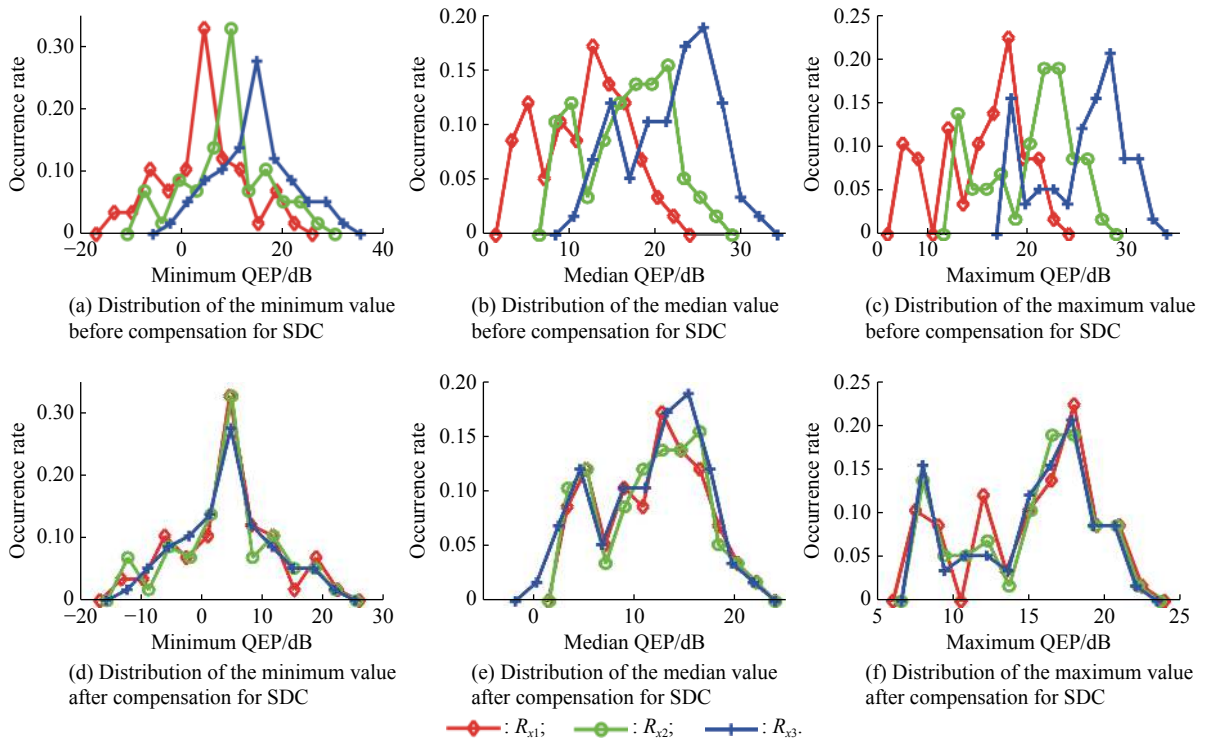 0.30
0.20
0.10
0
Occurrence rate
−20
0
20
40
Minimum QEP/dB
(a) Distribution of the minimum value
before compensation for SDC
0.20
0.15
0.10
0.05
0
Occurrence rate
0
10
20
30
Median QEP/dB
(b) Distribution of the median value
before compensation for SDC
0.25
0.20
0.15
0.10
0.05
0
Occurrence rate
5
10
20
30
Maximum QEP/dB
(c) Distribution of the maximum value
before compensation for SDC
0.30
0.20
0.10
0
Occurrence rate
−20
−10
0
10
20
30
Minimum QEP/dB
(d) Distribution of the minimum value
after compensation for SDC
0.20
0.15
0.10
0.05
0
Occurrence rate
0
10
20
Median QEP/dB
(e) Distribution of the median value
after compensation for SDC
0.25
0.20
0.15
0.10
0.05
0
Occurrence rate
5
10
15
20
25
Maximum QEP/dB
(f) Distribution of the maximum value
after compensation for SDC
: Rx1; : Rx2; : Rx3.